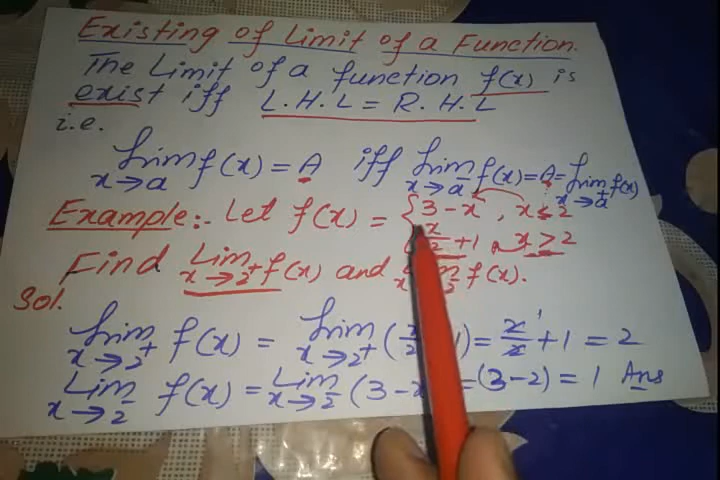 Existing of Limit of a Function.
The Limit of a function f(x) is
exist iff L.H.L = R.H.L
i.e.
Lim x→a f(x) = A iff Lim x→a⁻ f(x) = A = Lim x→a⁺ f(x)
Example:- Let f(x) = { 3 - x , x ≤ 2
x/2 + 1 , x ≥ 2
Find Lim x→2⁺ f(x) and f(x).
Sol.
Lim x→2⁺ f(x) = Lim x→2⁺ ( 1) = x/x + 1 = 2
Lim x→2⁻ f(x) = Lim x→2⁻ (3 - = (3 - 2) = 1 Ans